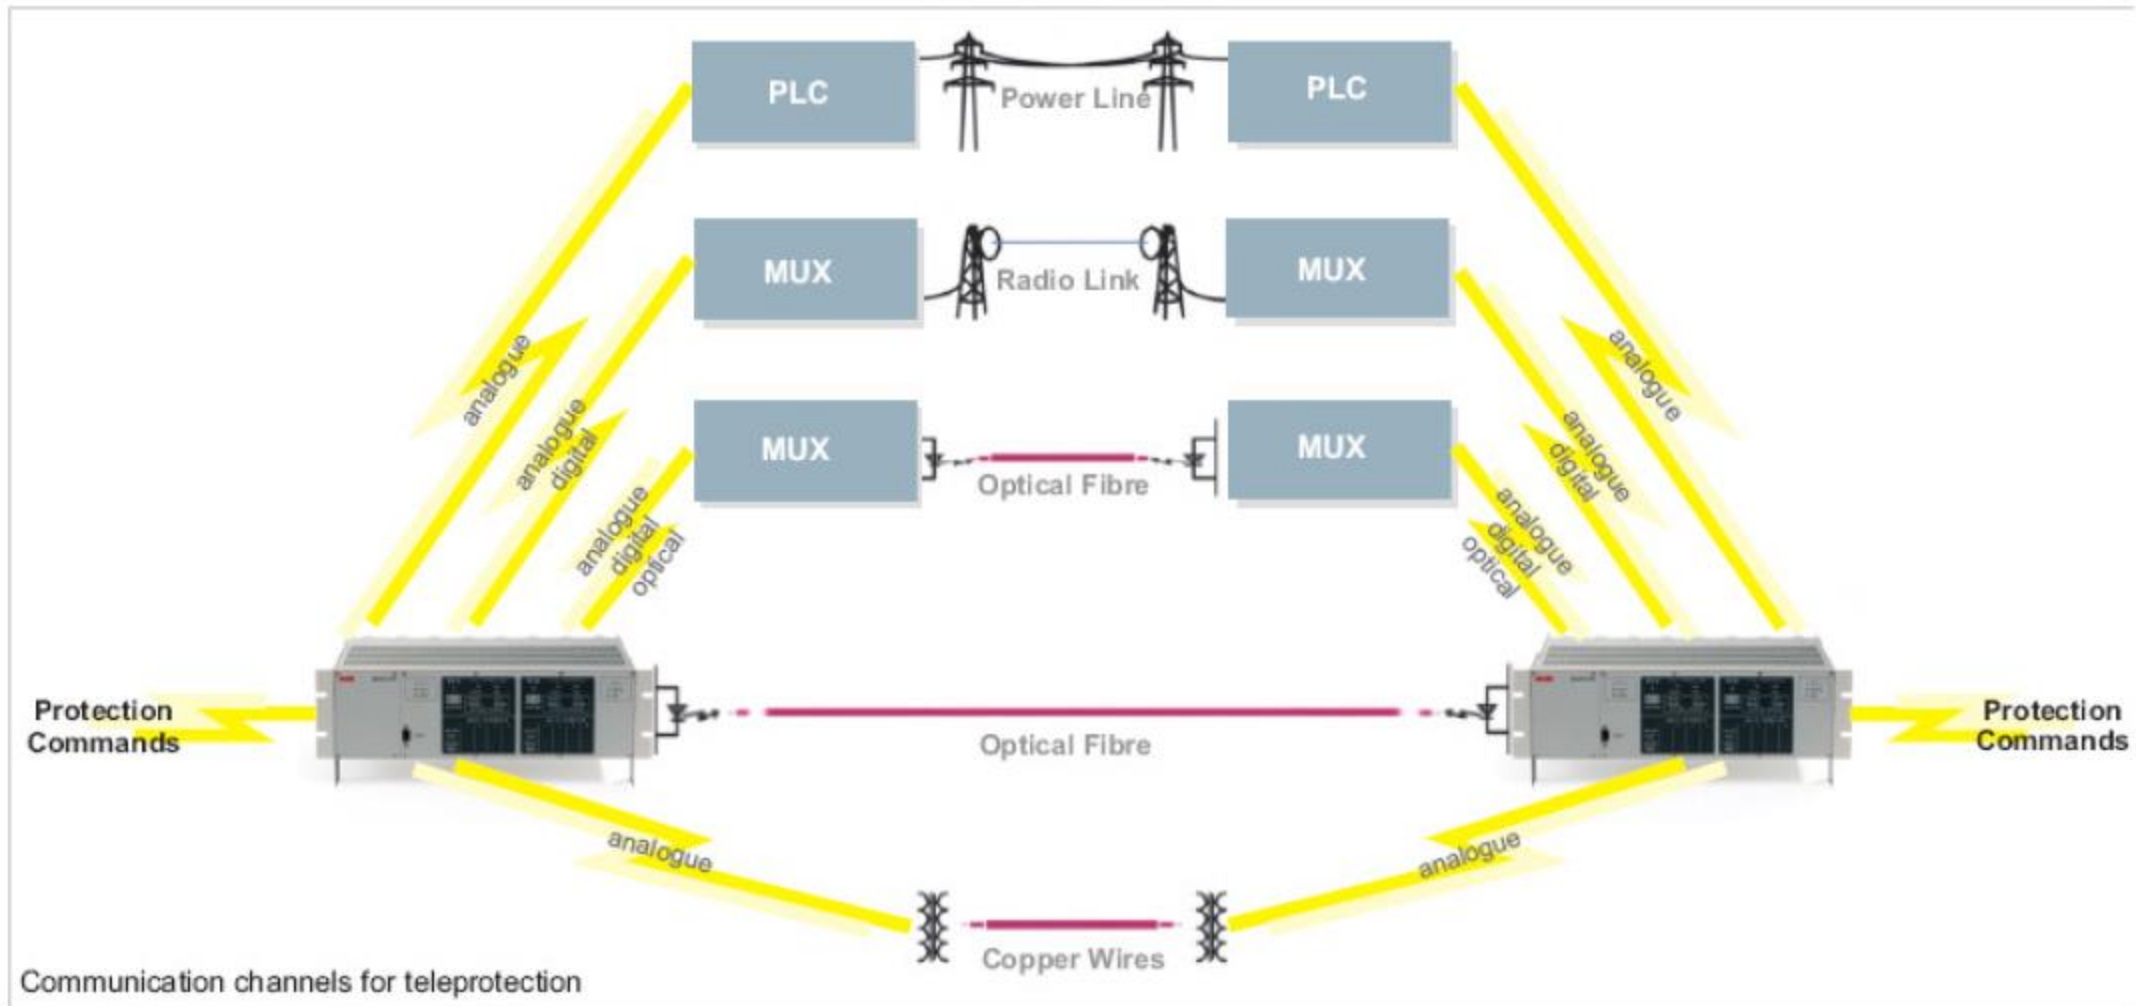 PLC
Power Line
PLC
MUX
Radio Link
MUX
MUX
Optical Fibre
MUX
analogue
analogue
digital
analogue
digital
optical
analogue
analogue
digital
analogue
digital
optical
Protection
Commands
Optical Fibre
Protection
Commands
analogue
analogue
Copper Wires
Communication channels for teleprotection